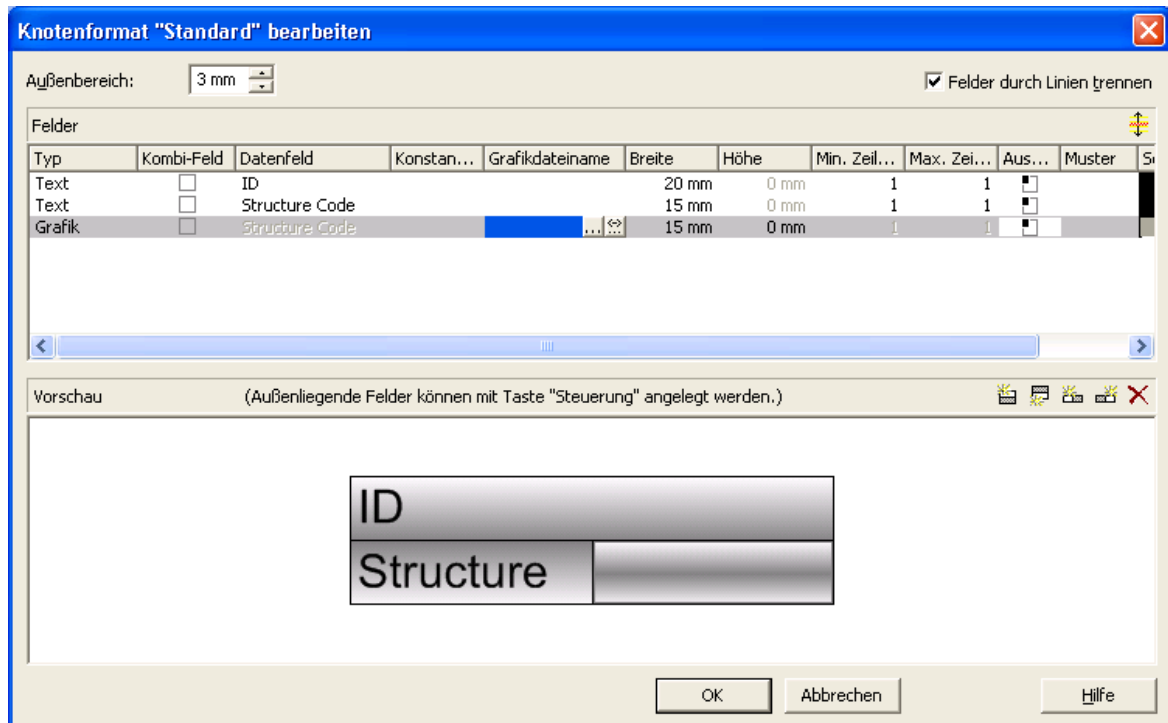 Knotenformat "Standard" bearbeiten
Außenbereich: 3 mm Felder durch Linien trennen
Felder
Typ Kombi-Feld Datenfeld Konstan... Grafikdateiname Breite Höhe Min. Zeil... Max. Zei... Aus... Muster
Text ID 20 mm 0 mm 1 1
Text Structure Code 15 mm 0 mm 1 1
Grafik Structure Code ... 15 mm 0 mm 1 1
Vorschau (Außenliegende Felder können mit Taste "Steuerung" angelegt werden.)
ID
Structure
OK Abbrechen Hilfe